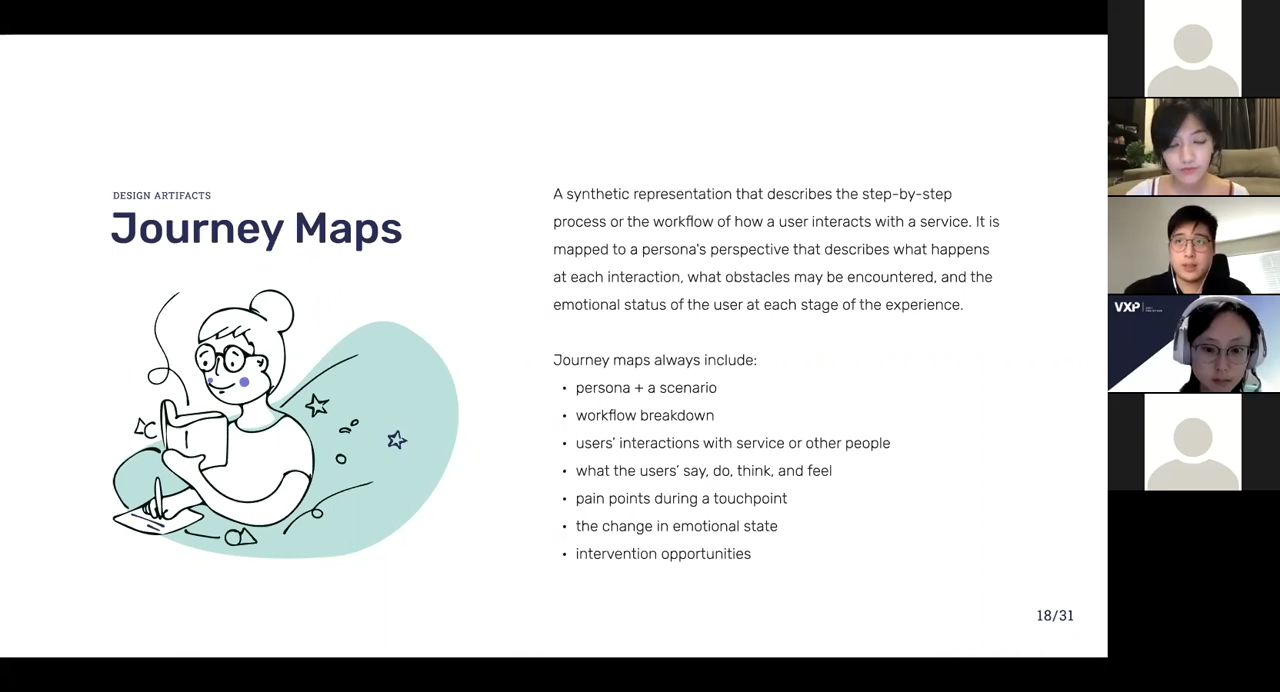 DESIGN ARTIFACTS
Journey Maps
A synthetic representation that describes the step-by-step
process or the workflow of how a user interacts with a service. It is
mapped to a persona's perspective that describes what happens
at each interaction, what obstacles may be encountered, and the
emotional status of the user at each stage of the experience.
Journey maps always include:
• persona + a scenario
• workflow breakdown
• users’ interactions with service or other people
• what the users’ say, do, think, and feel
• pain points during a touchpoint
• the change in emotional state
• intervention opportunities
18/31
VXP